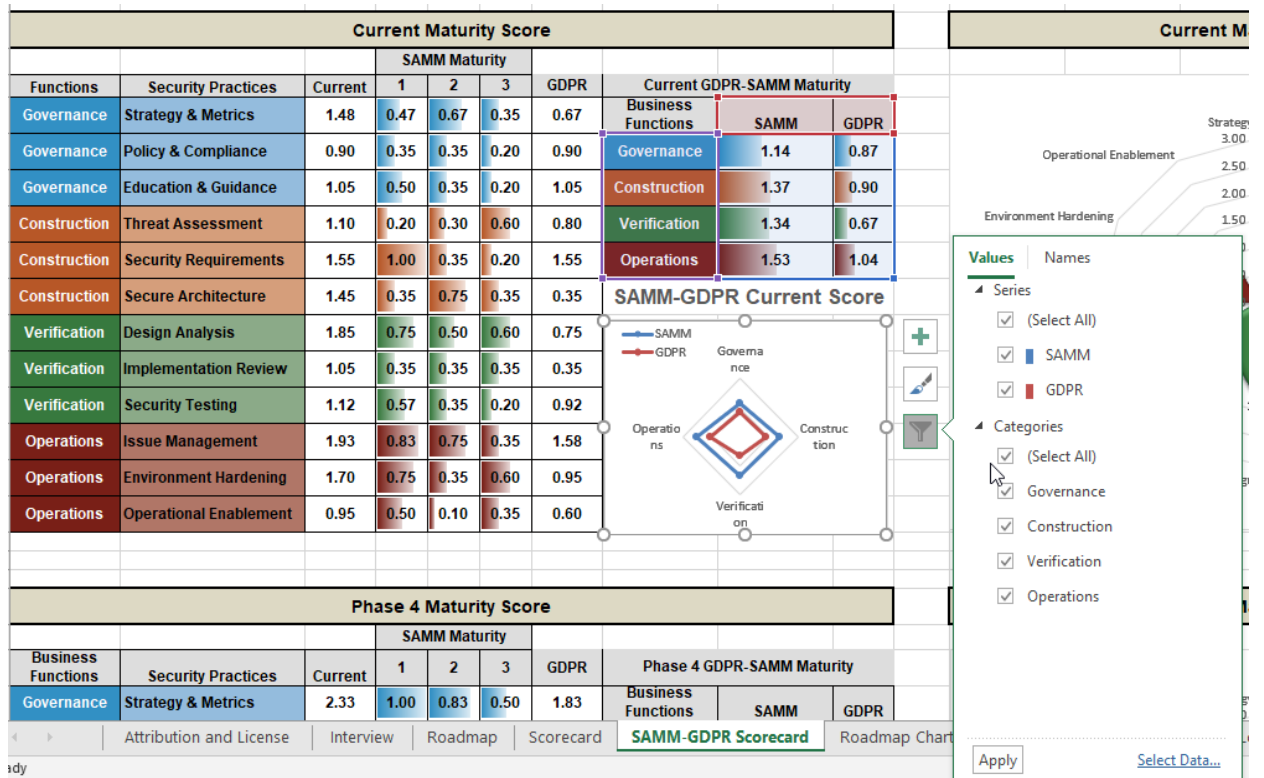 Current Maturity Score
Current M
SAMM Maturity
Functions Security Practices Current 1 2 3 GDPR Current GDPR-SAMM Maturity
Governance Strategy & Metrics 1.48 0.47 0.67 0.35 0.67
Business
Functions SAMM GDPR
Governance Policy & Compliance 0.90 0.35 0.35 0.20 0.90 Governance 1.14 0.87
Governance Education & Guidance 1.05 0.50 0.35 0.20 1.05 Construction 1.37 0.90
Construction Threat Assessment 1.10 0.20 0.30 0.60 0.80 Verification 1.34 0.67
Construction Security Requirements 1.55 1.00 0.35 0.20 1.55 Operations 1.53 1.04
Construction Secure Architecture 1.45 0.35 0.75 0.35 0.35 SAMM-GDPR Current Score
Verification Design Analysis 1.85 0.75 0.50 0.60 0.75
Verification Implementation Review 1.05 0.35 0.35 0.35 0.35
Verification Security Testing 1.12 0.57 0.35 0.20 0.92
Operations Issue Management 1.93 0.83 0.75 0.35 1.58
Operations Environment Hardening 1.70 0.75 0.35 0.60 0.95
Operations Operational Enablement 0.95 0.50 0.10 0.35 0.60
SAMM
GDPR
Governa
nce
Operatio
ns
Construc
tion
Verificati
on
Strategy
3.00
Operational Enablement
2.50
2.00
Environment Hardening
1.50
Values Names
Series
(Select All)
SAMM
GDPR
Categories
(Select All)
Governance
Construction
Verification
Operations
Apply Select Data...
Phase 4 Maturity Score
SAMM Maturity
Business
Functions Security Practices Current 1 2 3 GDPR Phase 4 GDPR-SAMM Maturity
Governance Strategy & Metrics 2.33 1.00 0.83 0.50 1.83
Business
Functions SAMM GDPR
Attribution and License Interview Roadmap Scorecard SAMM-GDPR Scorecard Roadmap Chart
ady